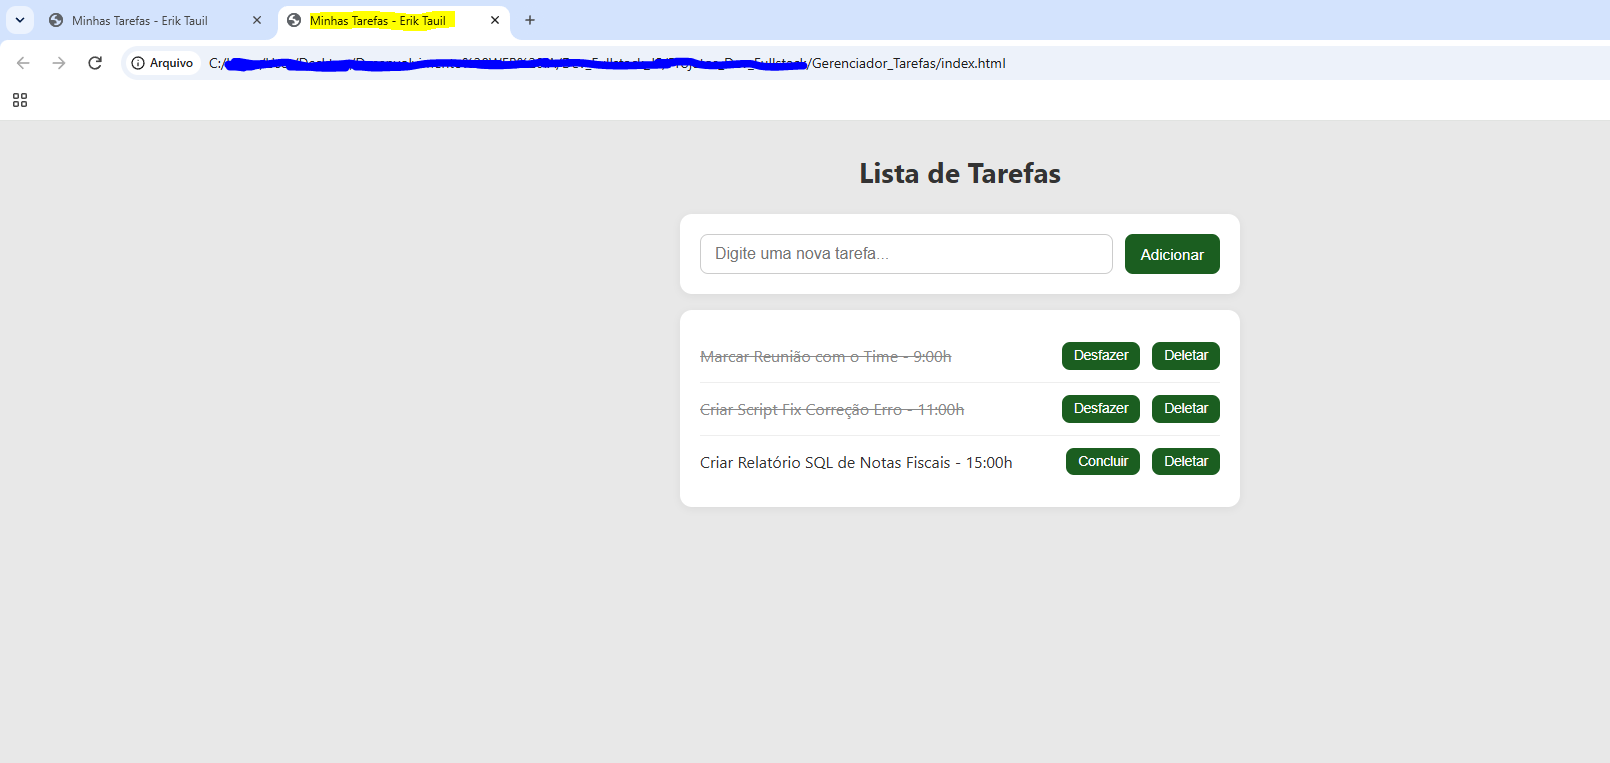 Minhas Tarefas - Erik Tauil
Minhas Tarefas - Erik Tauil
Arquivo C:/ /Gerenciador_Tarefas/index.html
Lista de Tarefas
Digite uma nova tarefa... Adicionar
Marcar Reunião com o Time - 9:00h Desfazer Deletar
Criar Script Fix Correção Erro - 11:00h Desfazer Deletar
Criar Relatório SQL de Notas Fiscais - 15:00h Concluir Deletar